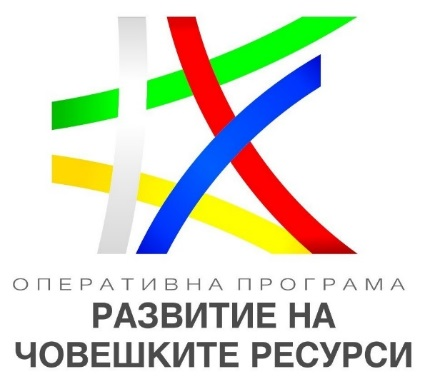 ОПЕРАТИВНА ПРОГРАМА
РАЗВИТИЕ НА
ЧОВЕШКИТЕ РЕСУРСИ